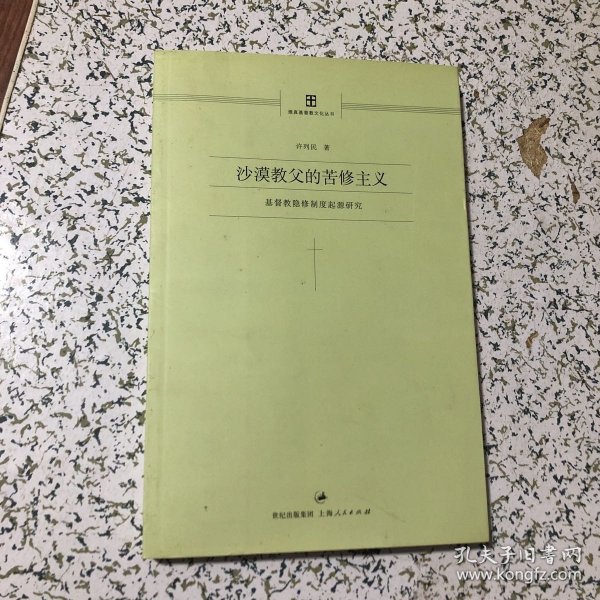 维真基督教文化丛书
许列民 著
沙漠教父的苦修主义
基督教隐修制度起源研究
世纪出版集团 上海人民出版社
孔夫子旧书网
www.kongfz.com